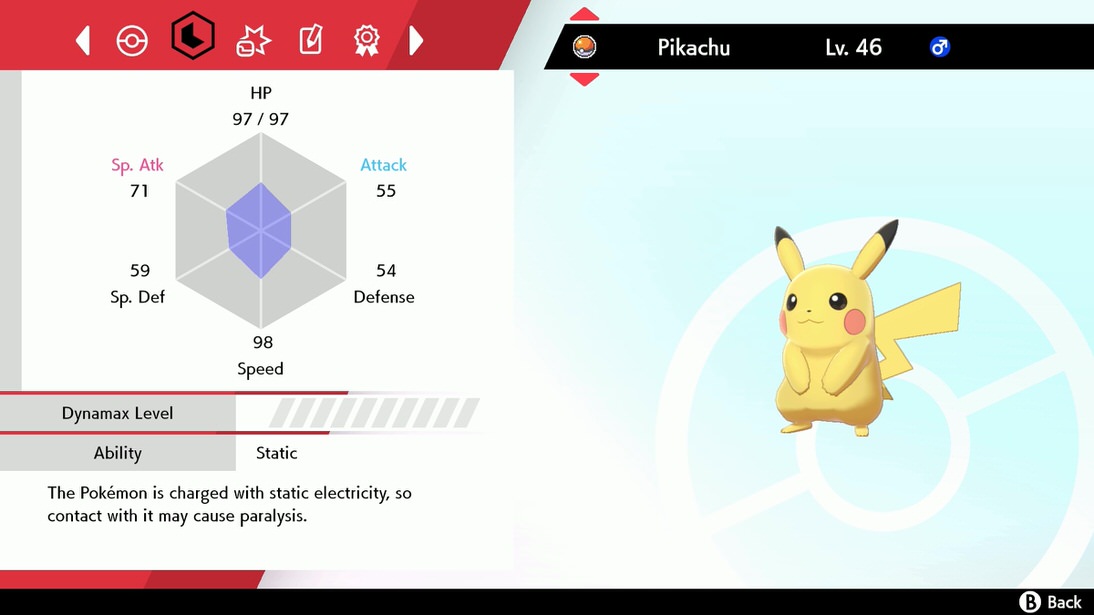 Pikachu Lv. 46 ♂
HP
97 / 97
Sp. Atk
71
Attack
55
59
Sp. Def
54
Defense
98
Speed
Dynamax Level
Ability Static
The Pokémon is charged with static electricity, so
contact with it may cause paralysis.
B Back